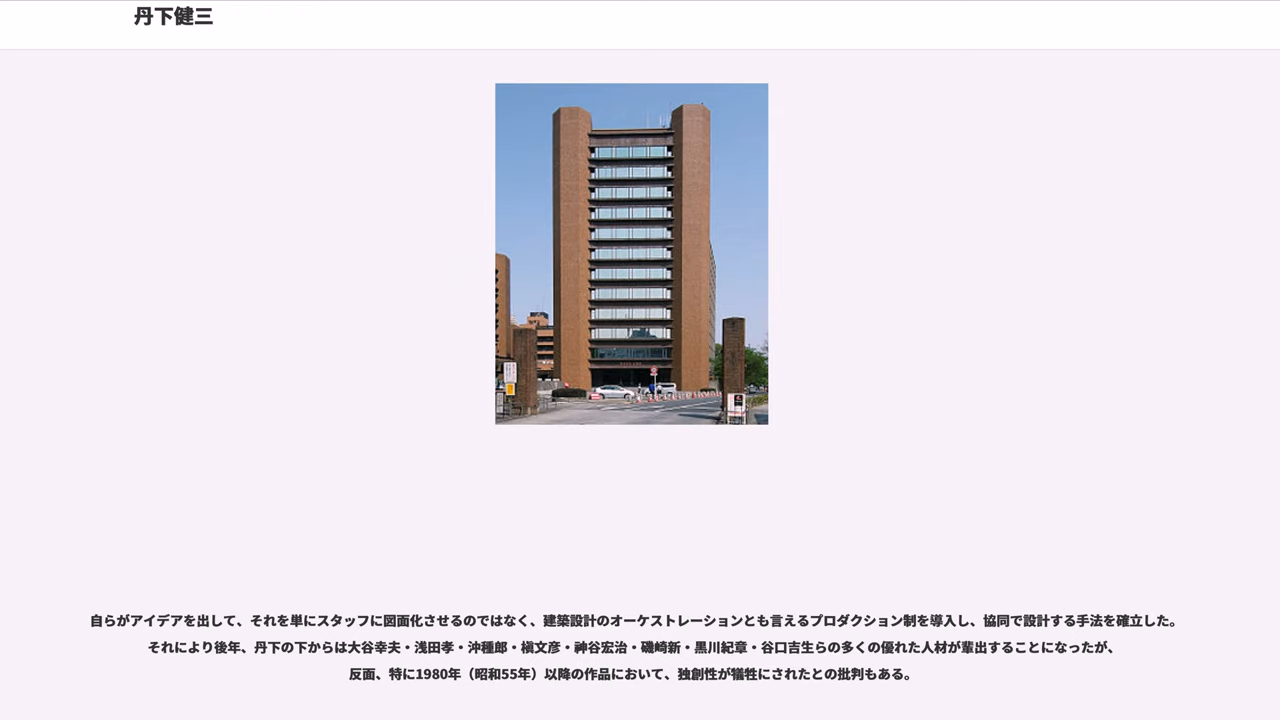 丹下健三
自らがアイデアを出して、それを単にスタッフに図面化させるのではなく、建築設計のオーケストレーションとも言えるプロダクション制を導入し、協同で設計する手法を確立した。
それにより後年、丹下の下からは大谷幸夫・浅田孝・沖種郎・槇文彦・神谷宏治・磯崎新・黒川紀章・谷口吉生らの多くの優れた人材が輩出することになったが、
反面、特に1980年（昭和55年）以降の作品において、独創性が犠牲にされたとの批判もある。